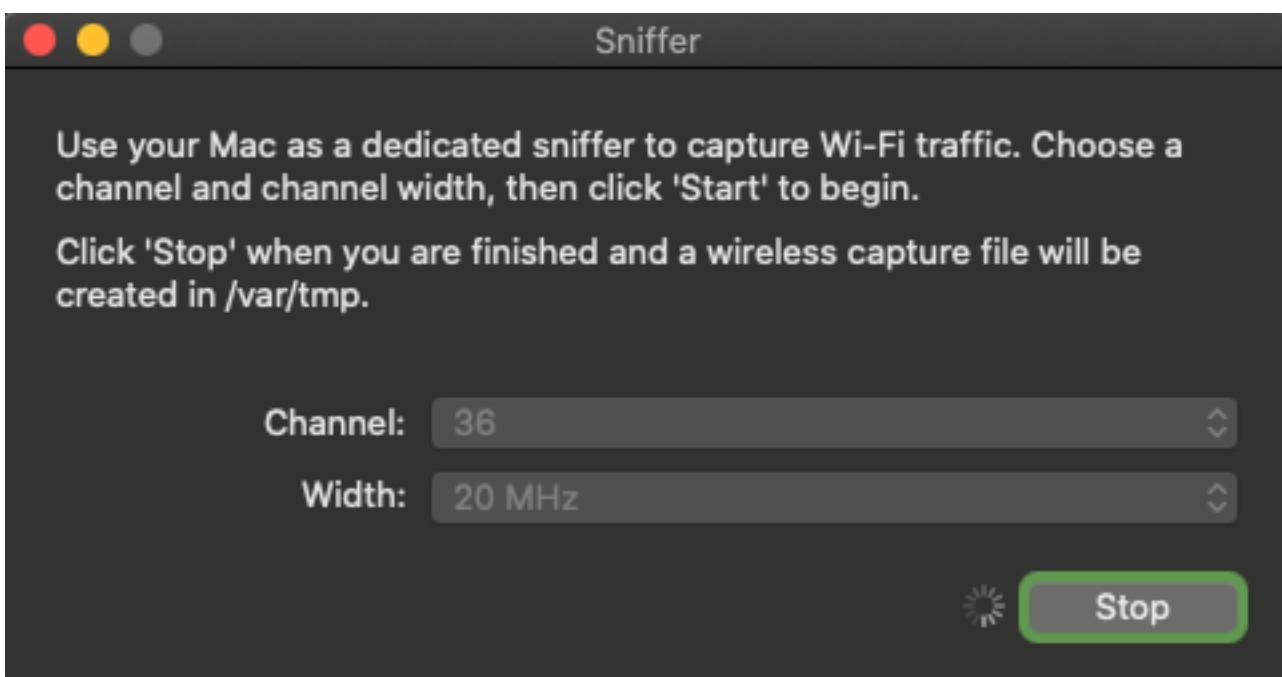 Sniffer
Use your Mac as a dedicated sniffer to capture Wi-Fi traffic. Choose a
channel and channel width, then click 'Start' to begin.
Click 'Stop' when you are finished and a wireless capture file will be
created in /var/tmp.
Channel: 36
Width: 20 MHz
Stop